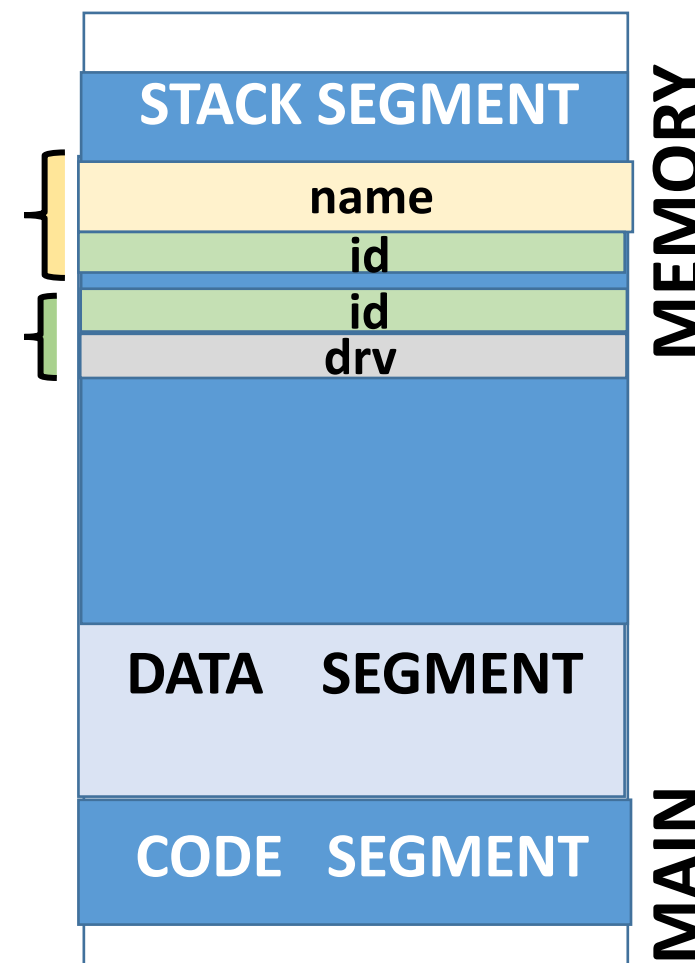 STACK SEGMENT
name
id
id
drv
DATA SEGMENT
CODE SEGMENT
MAIN MEMORY